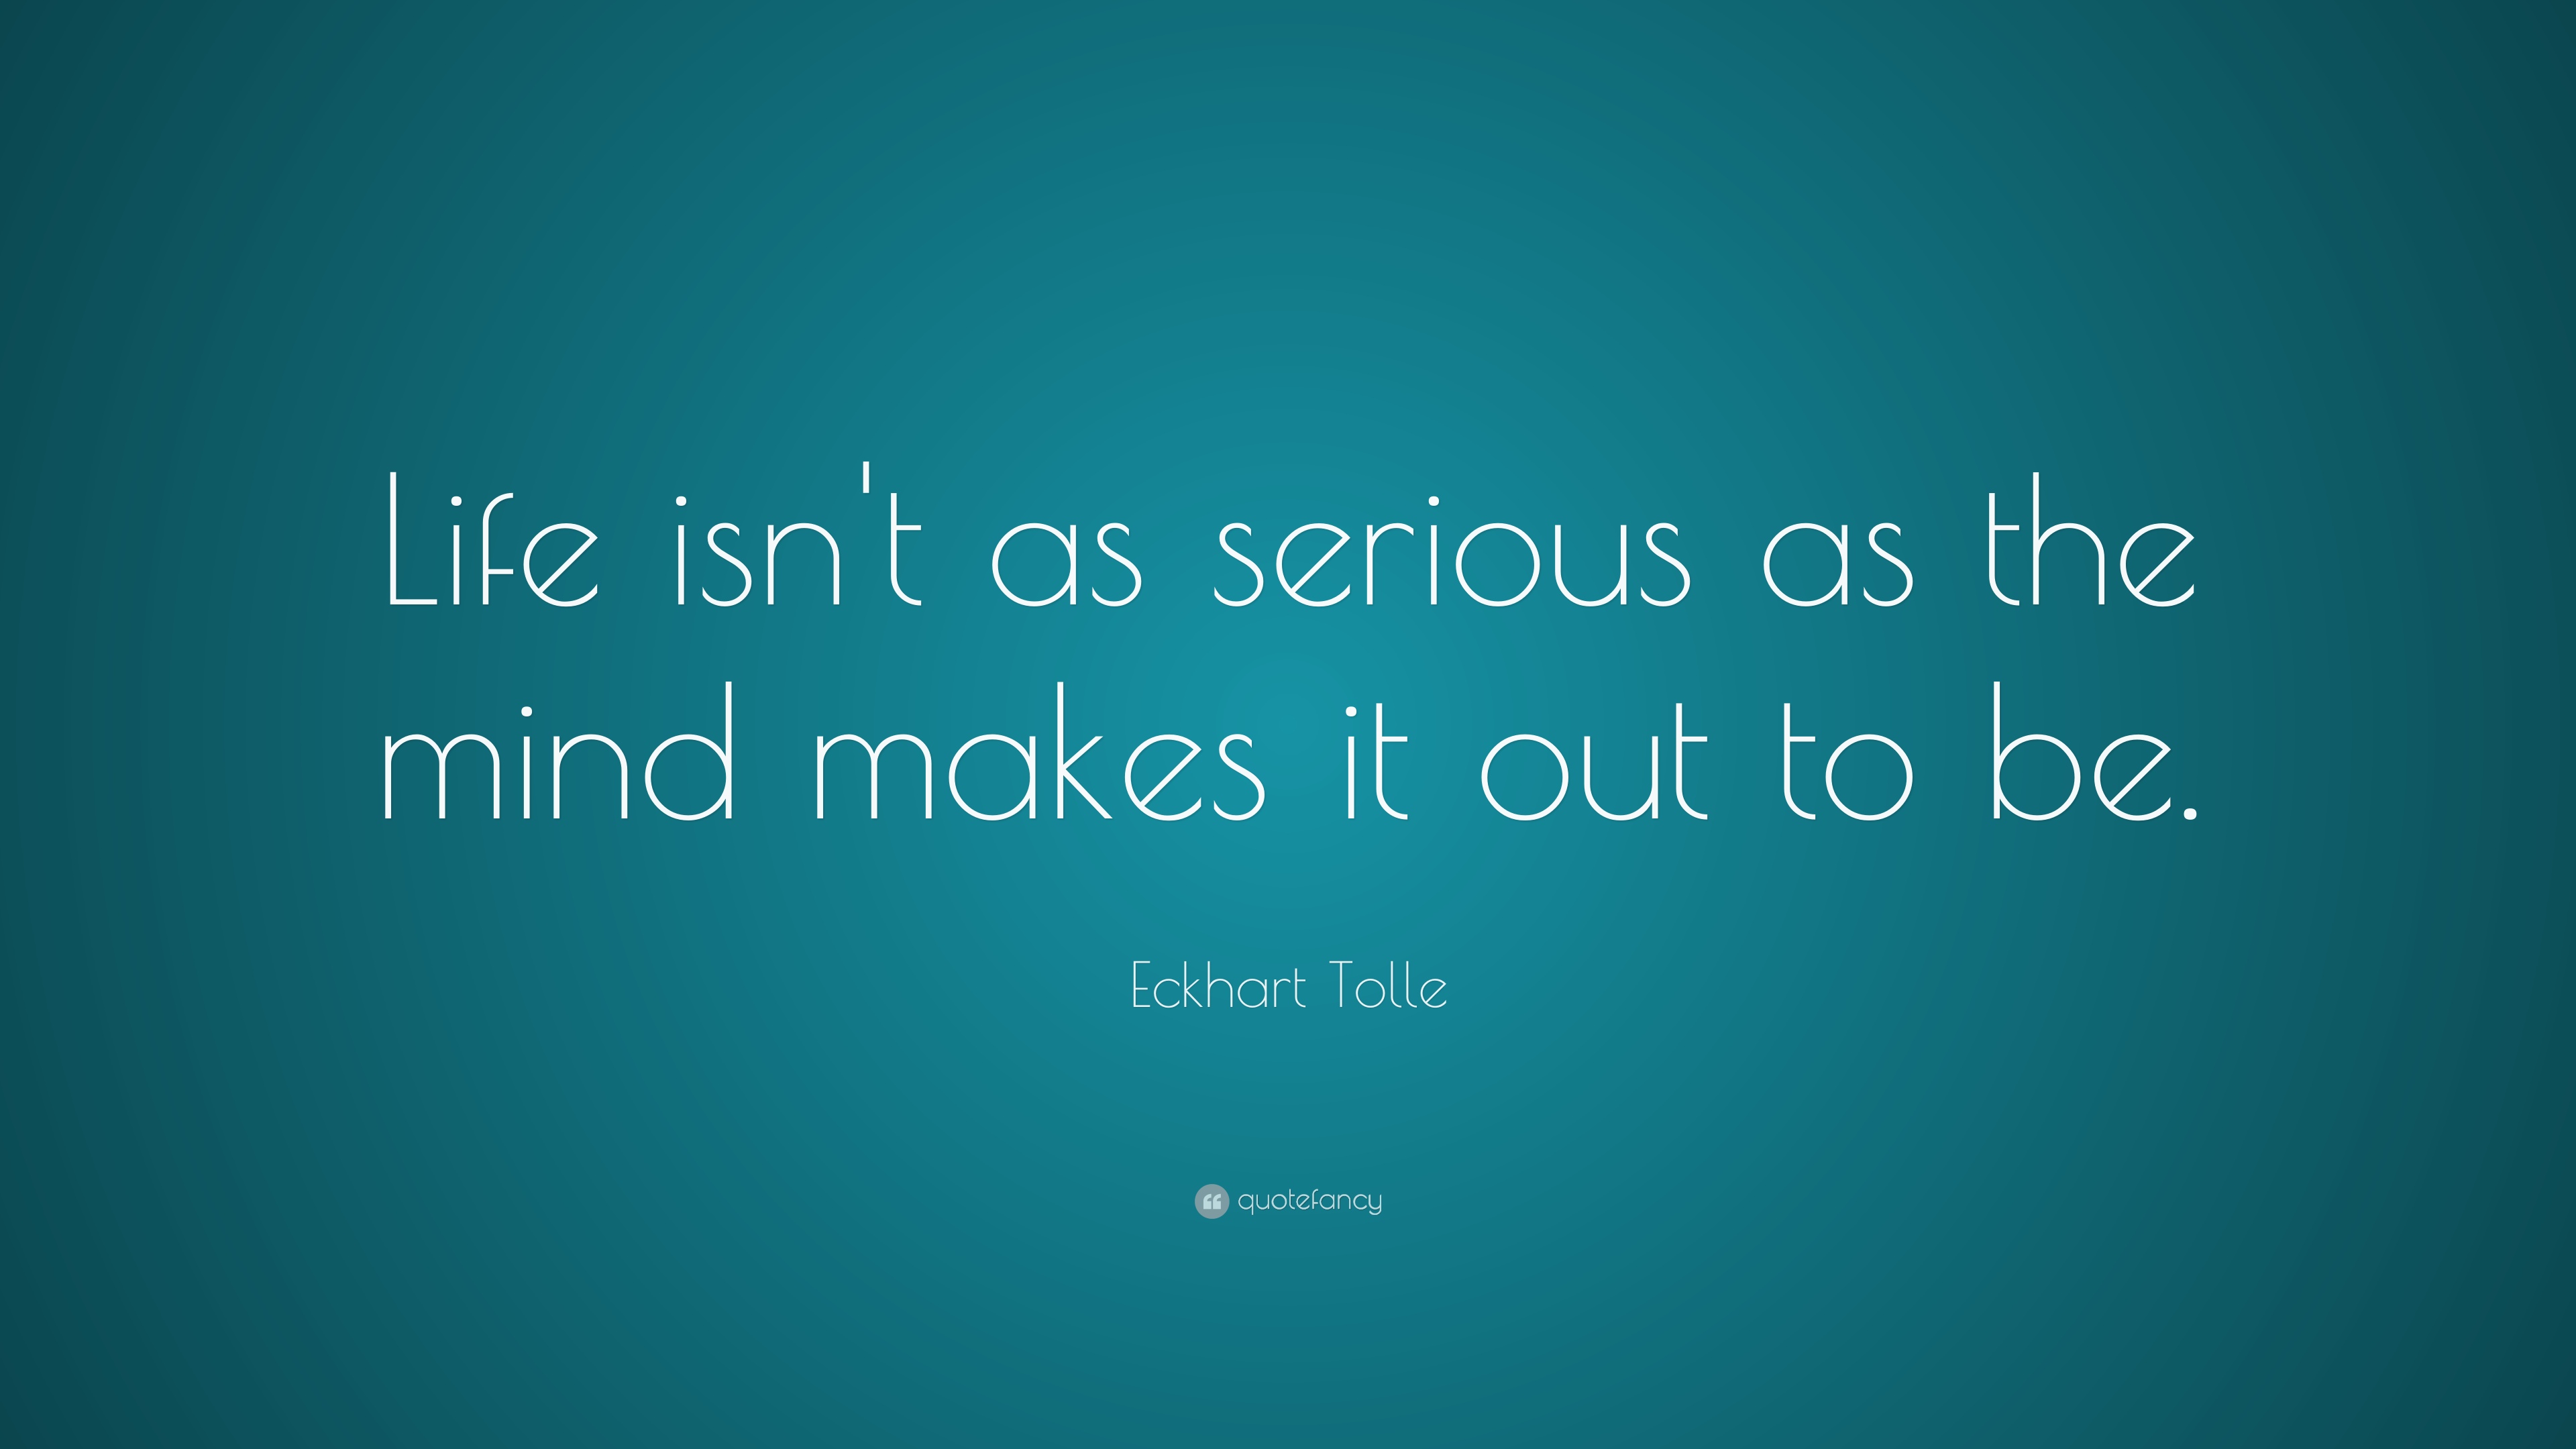 Life isn't as serious as the
mind makes it out to be.
Eckhart Tolle
quotefancy